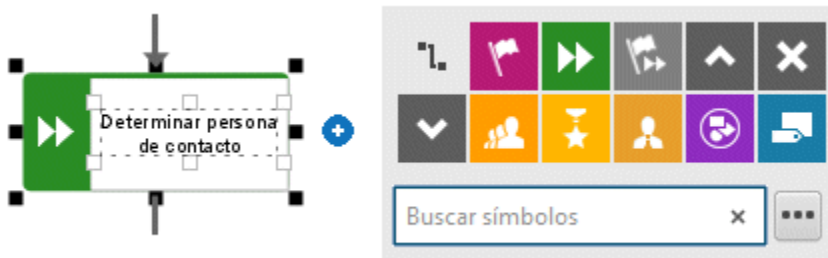 Determinar persona
de contacto
Buscar símbolos